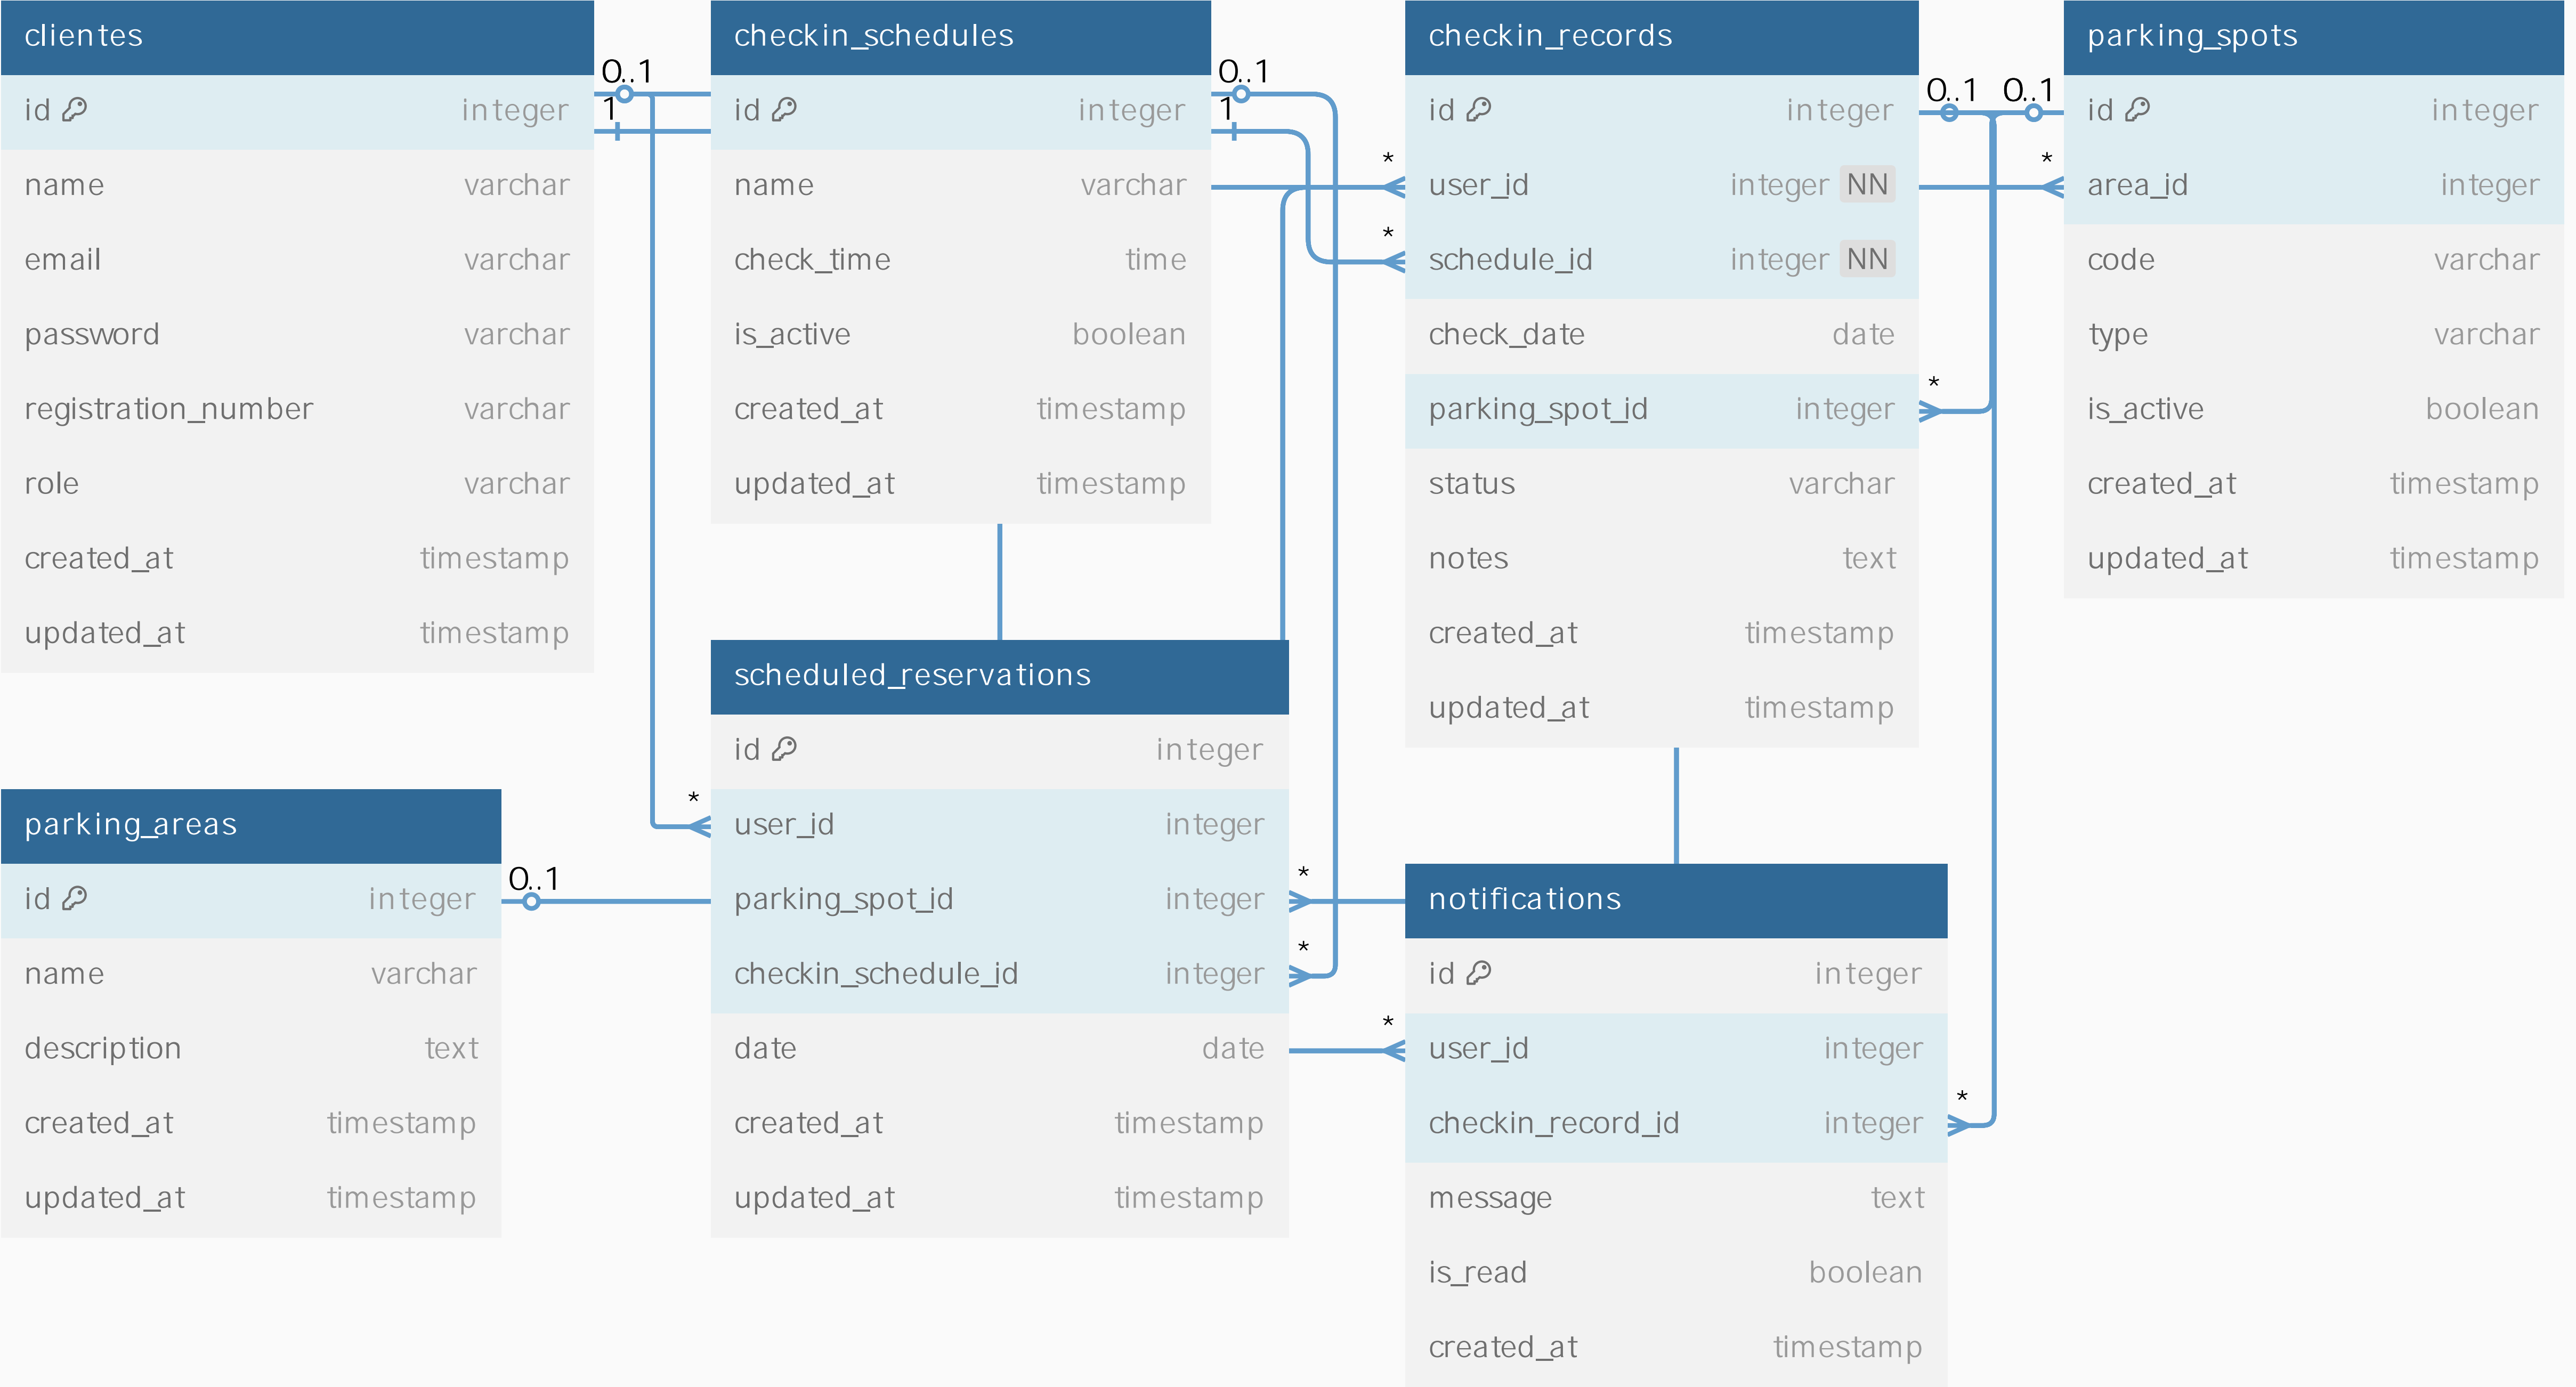 clientes
0..1
id integer
1
name varchar
email varchar
password varchar
registration_number varchar
role varchar
created_at timestamp
updated_at timestamp
checkin_schedules
0..1
id integer
1
name varchar
check_time time
is_active boolean
created_at timestamp
updated_at timestamp
checkin_records
0..1
id integer
*
user_id integer NN
*
schedule_id integer NN
check_date date
*
parking_spot_id integer
status varchar
notes text
created_at timestamp
updated_at timestamp
parking_spots
0..1
id integer
*
area_id integer
code varchar
type varchar
is_active boolean
created_at timestamp
updated_at timestamp
parking_areas
0..1
id integer
name varchar
description text
created_at timestamp
updated_at timestamp
scheduled_reservations
id integer
*
user_id integer
*
parking_spot_id integer
*
checkin_schedule_id integer
date date
created_at timestamp
updated_at timestamp
notifications
id integer
*
user_id integer
*
checkin_record_id integer
message text
is_read boolean
created_at timestamp